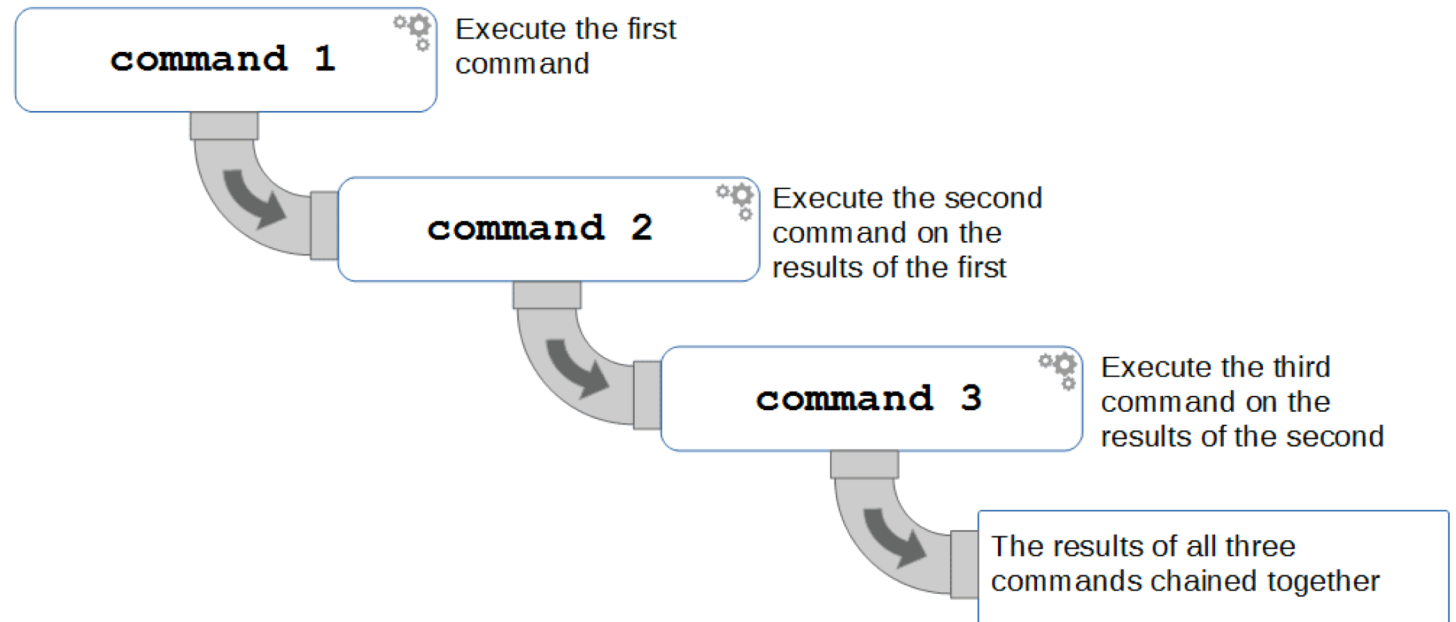 command 1
Execute the first
command
command 2
Execute the second
command on the
results of the first
command 3
Execute the third
command on the
results of the second
The results of all three
commands chained together